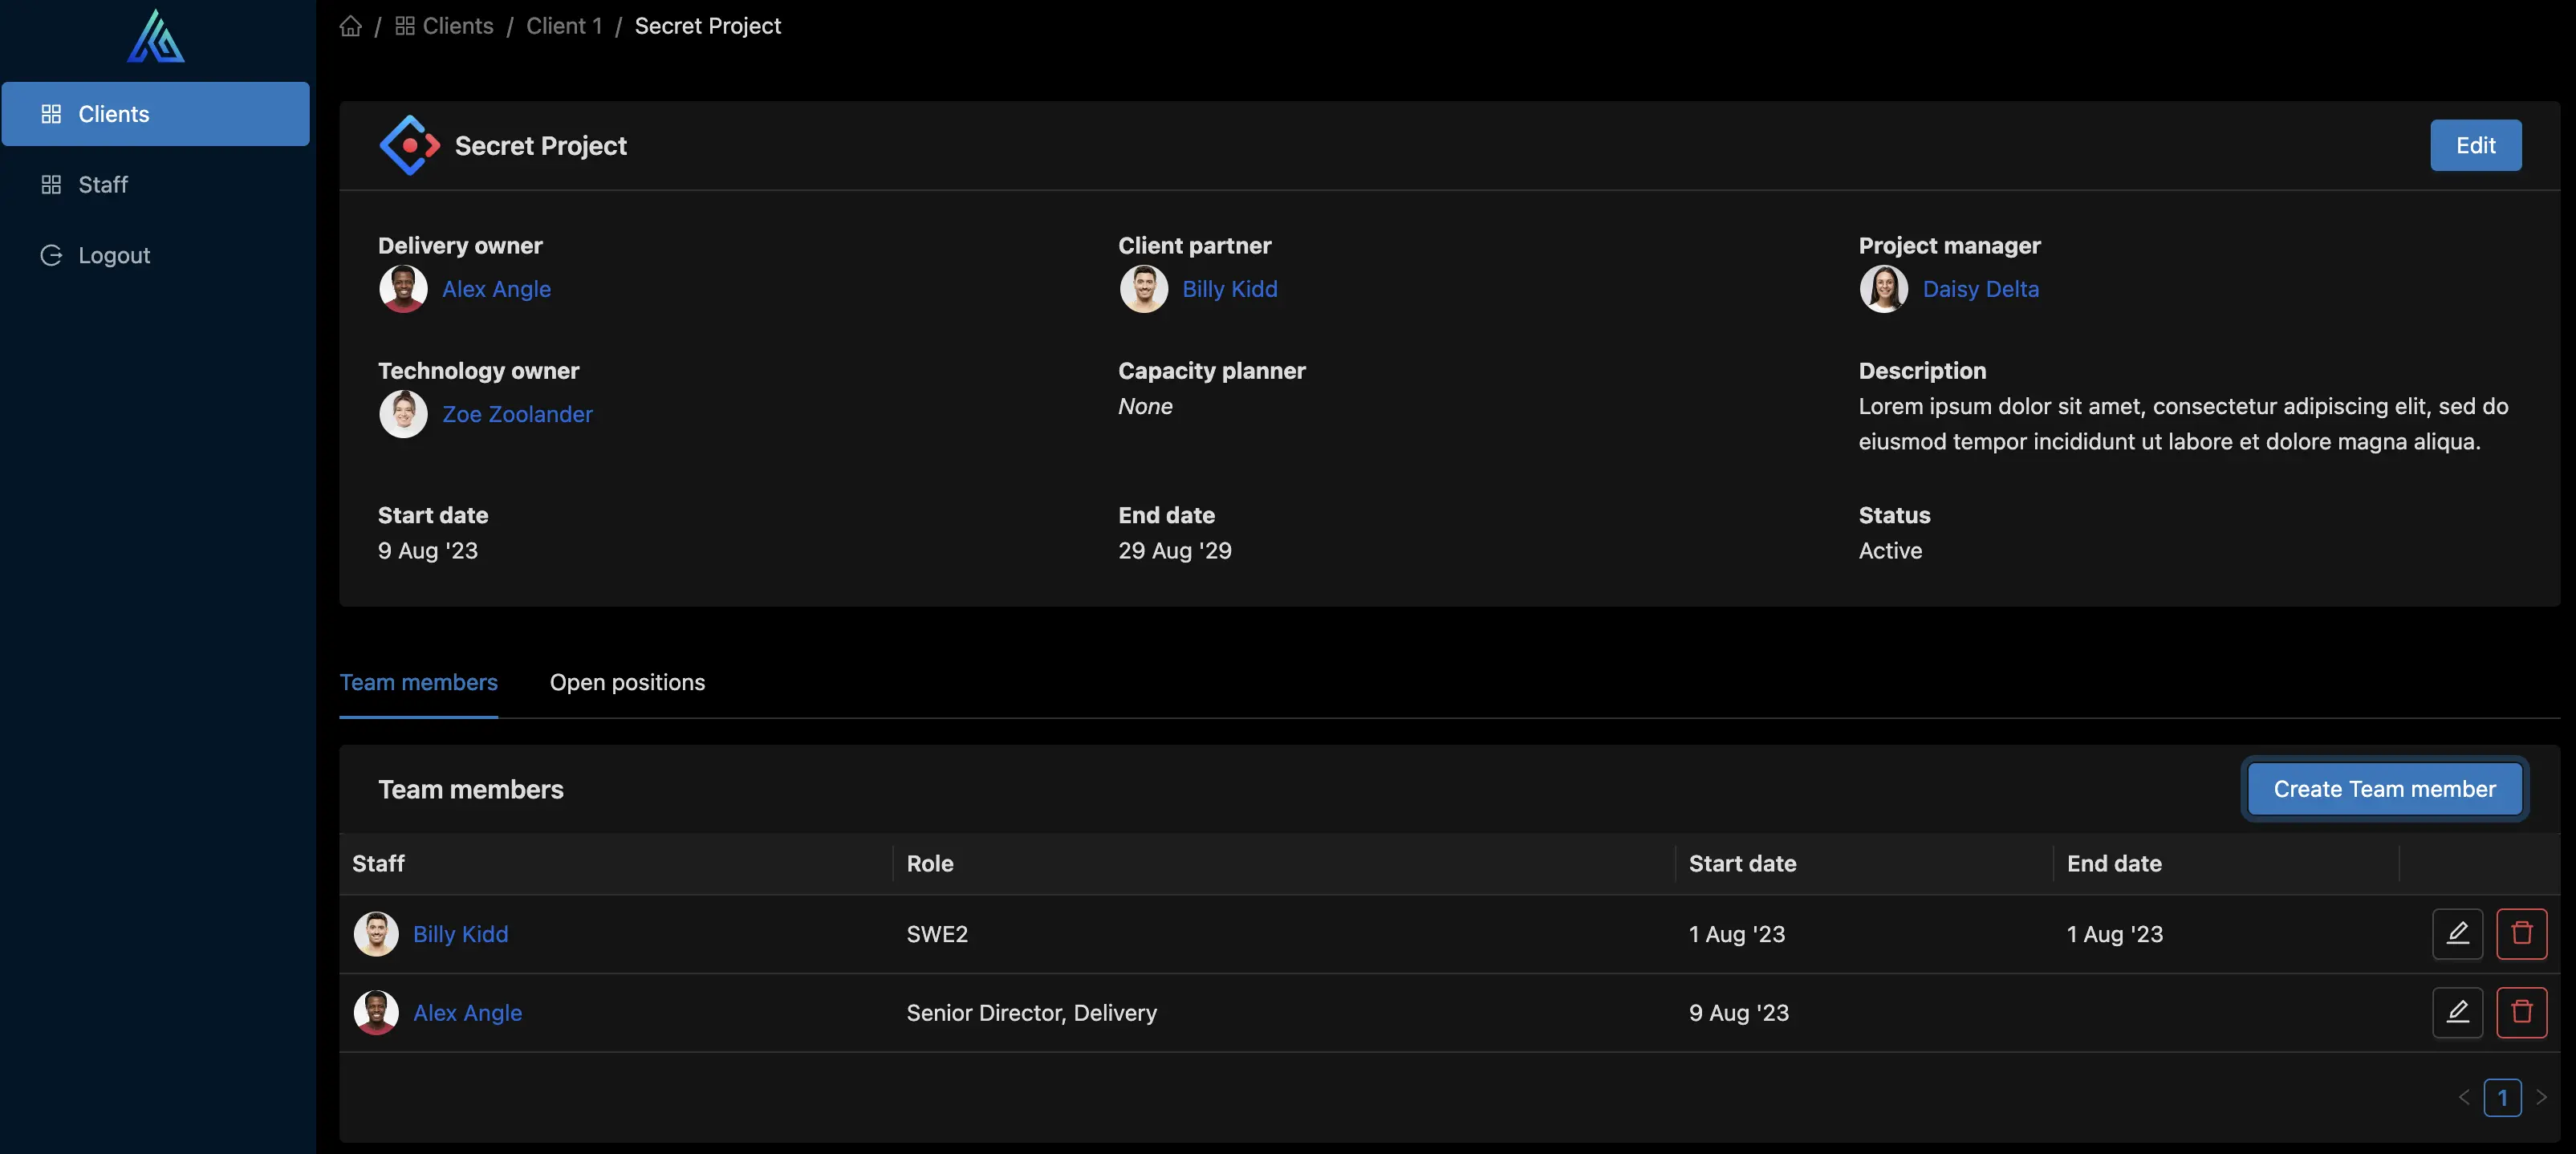 / Clients / Client 1 / Secret Project
Clients
Staff
Logout
Secret Project
Edit
Delivery owner
Alex Angle
Client partner
Billy Kidd
Project manager
Daisy Delta
Technology owner
Zoe Zoolander
Capacity planner
None
Description
Lorem ipsum dolor sit amet, consectetur adipiscing elit, sed do
eiusmod tempor incididunt ut labore et dolore magna aliqua.
Start date
9 Aug '23
End date
29 Aug '29
Status
Active
Team members Open positions
Team members
Create Team member
Staff Role Start date End date
Billy Kidd SWE2 1 Aug '23 1 Aug '23
Alex Angle Senior Director, Delivery 9 Aug '23
< 1 >